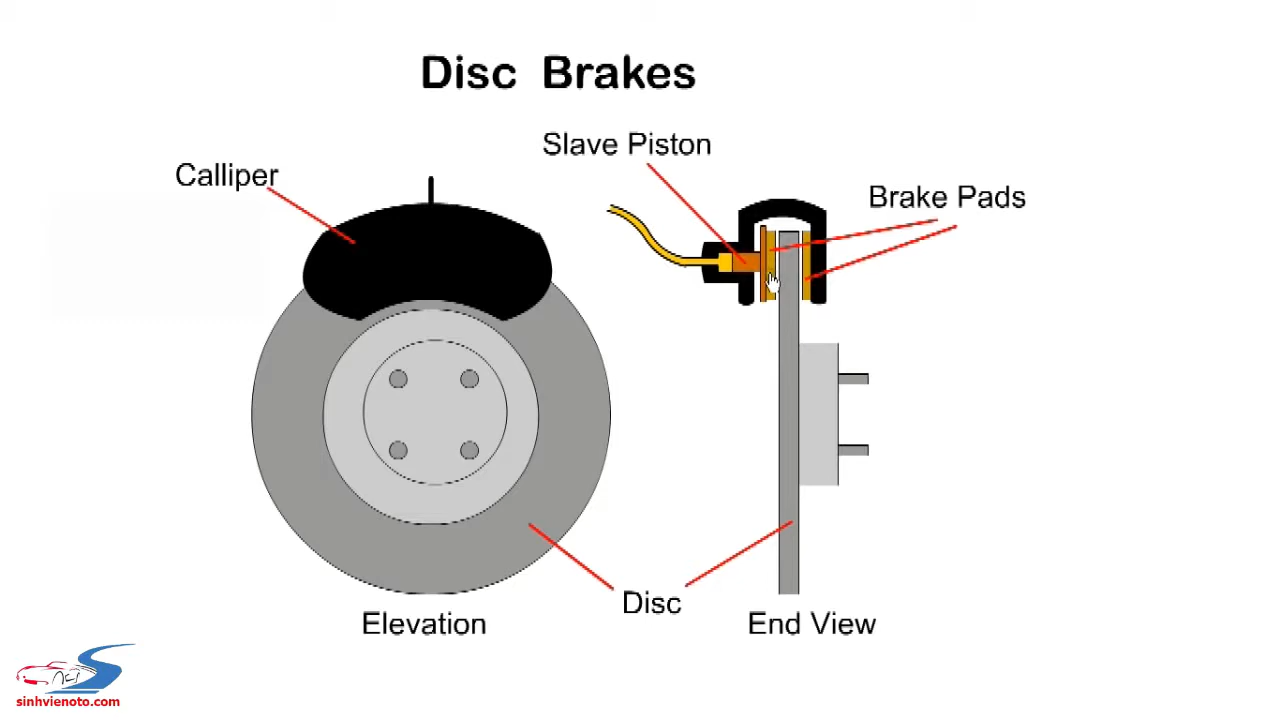 Disc Brakes
Slave Piston
Calliper
Brake Pads
Disc
Elevation
End View
sinhvienoto.com